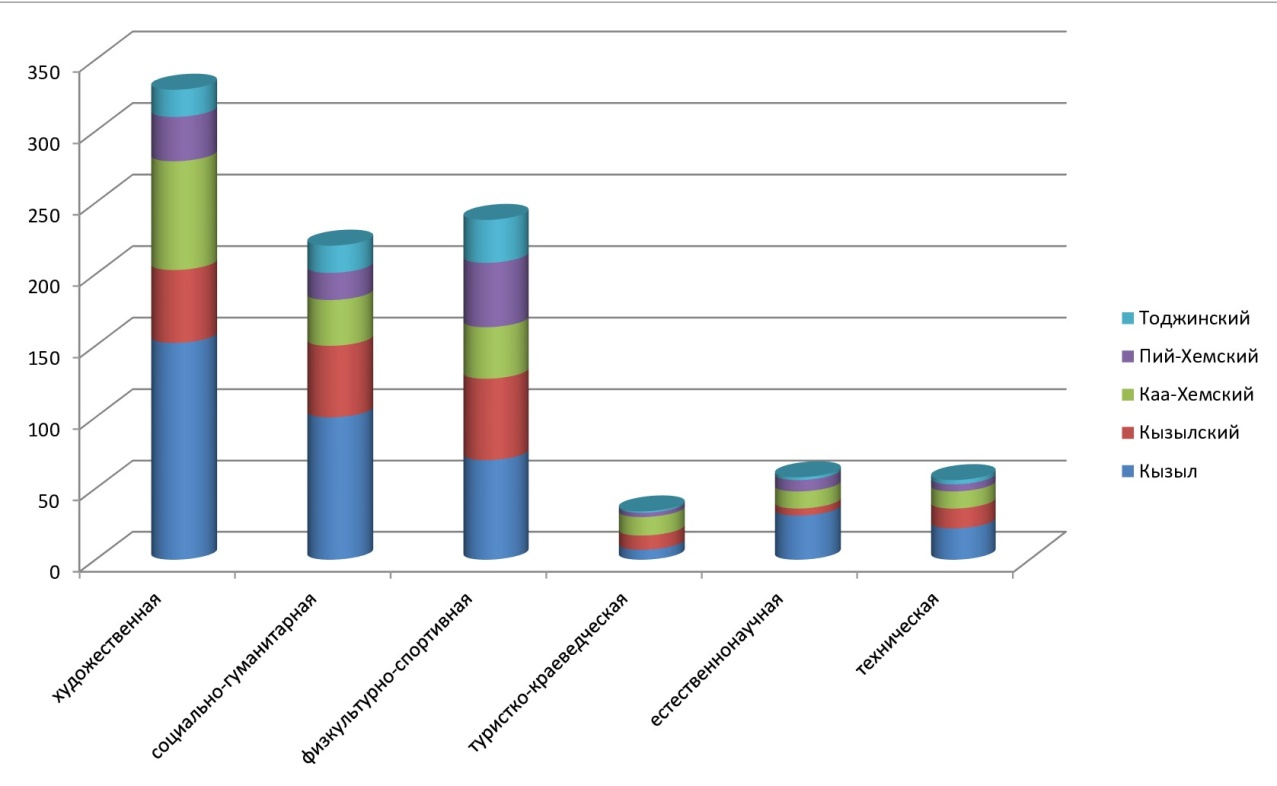 350
300
250
200
150
100
50
0
художественная
социально-гуманитарная
физкультурно-спортивная
туристко-краеведческая
естественнонаучная
техническая
Тоджинский
Пий-Хемский
Каа-Хемский
Кызылский
Кызыл